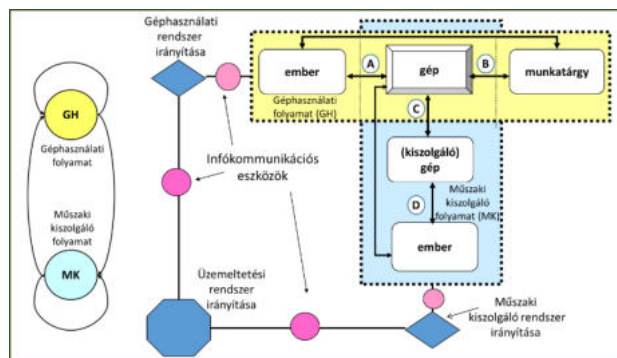 Géphasználati
rendszer
irányítása
ember
A
gép
B
munkatárgy
Géphasználati
folyamat (GH)
C
GH
Géphasználati
folyamat
Infókommunikációs
eszközök
(kiszolgáló)
gép
D
Műszaki
kiszolgáló
folyamat (MK)
ember
Műszaki
kiszolgáló
folyamat
MK
Üzemeltetési
rendszer
irányítása
Műszaki
kiszolgáló rendszer
irányítása